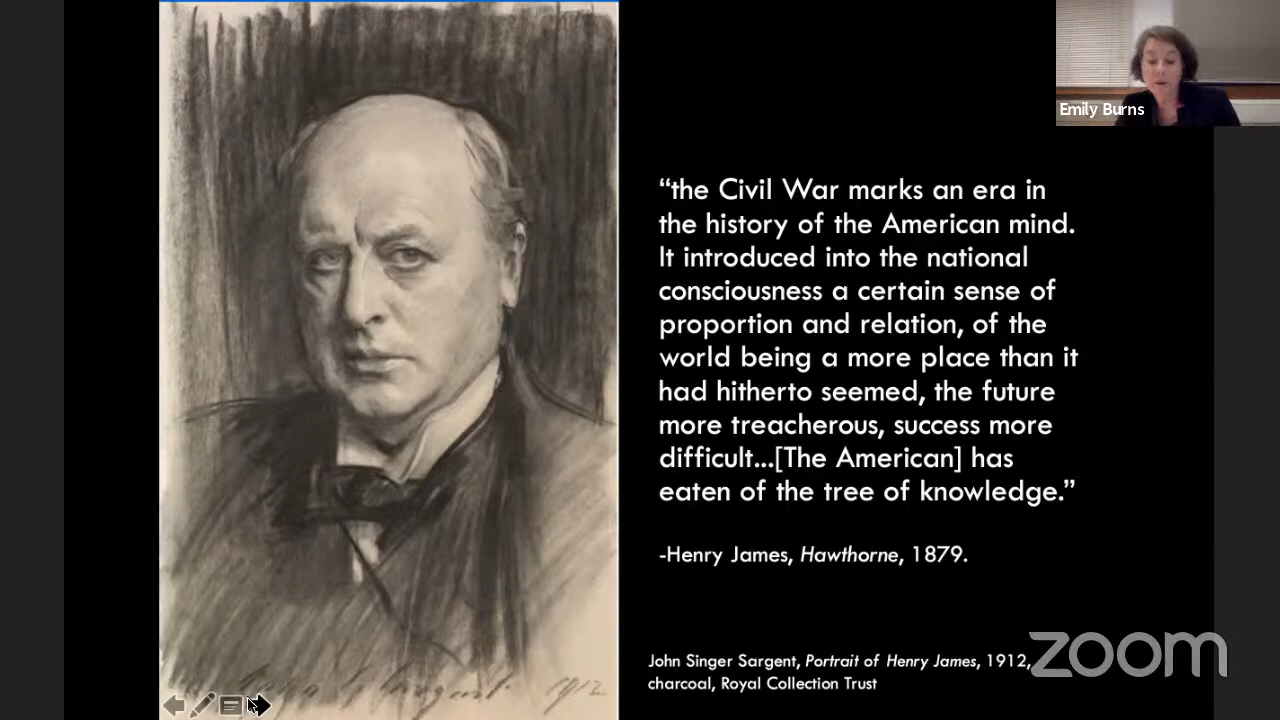 Emily Burns
“the Civil War marks an era in
the history of the American mind.
It introduced into the national
consciousness a certain sense of
proportion and relation, of the
world being a more place than it
had hitherto seemed, the future
more treacherous, success more
difficult...[The American] has
eaten of the tree of knowledge.”
-Henry James, Hawthorne, 1879.
John Singer Sargent, Portrait of Henry James, 1912,
charcoal, Royal Collection Trust
zoom
John S. Sargent 1912